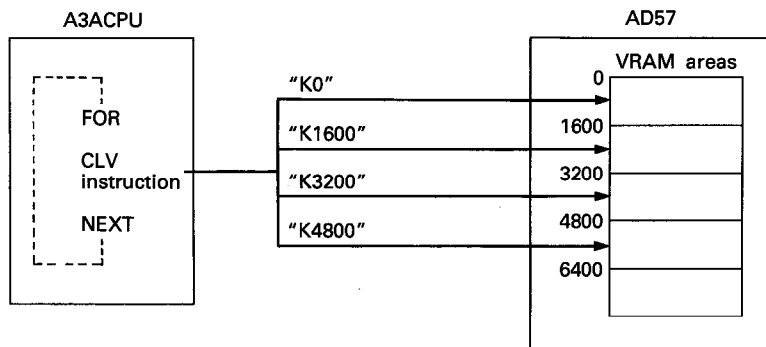 A3ACPU
AD57
FOR
CLV
instruction
NEXT
"K0"
"K1600"
"K3200"
"K4800"
VRAM areas
0
1600
3200
4800
6400